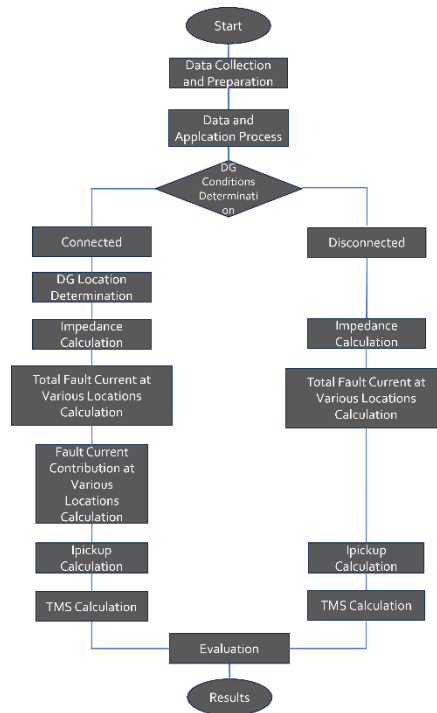 Start
Data Collection
and Preparation
Data and
Applcation Process
DG
Conditions
Determinati
on
Connected
DG Location
Determination
Impedance
Calculation
Total Fault Current at
Various Locations
Calculation
Fault Current
Contribution at
Various
Locations
Calculation
Ipickup
Calculation
TMS Calculation
Disconnected
Impedance
Calculation
Total Fault Current at
Various Locations
Calculation
Ipickup
Calculation
TMS Calculation
Evaluation
Results